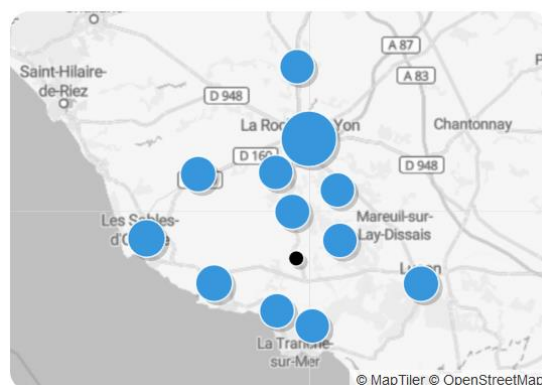 A 87
Saint-Hilaire-
de-Riez
A 83
D 948
La Ro
Yon
Chantonnay
D 160
D 948
Les Sables-
Mareuil-sur-
Lay-Dissais
La Tranche-
sur-Mer
© MapTiler © OpenStreetMap